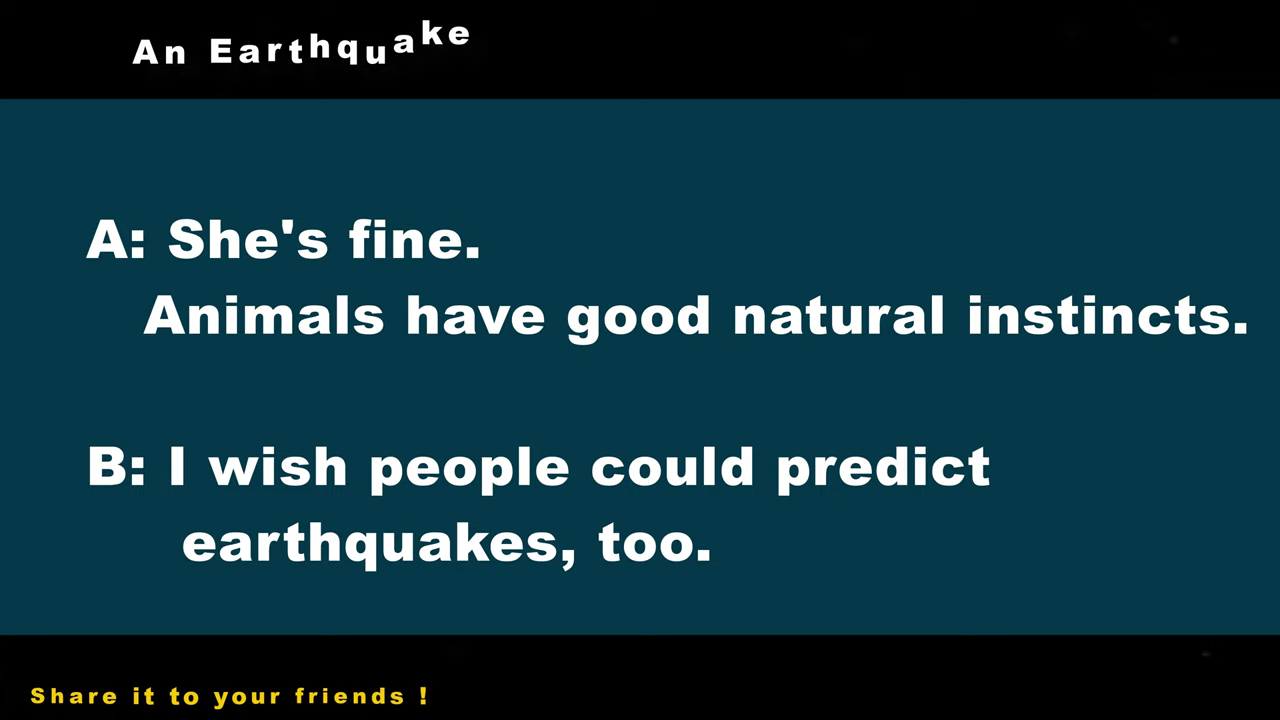 An Earthquake
A: She's fine.
Animals have good natural instincts.
B: I wish people could predict
earthquakes, too.
Share it to your friends !